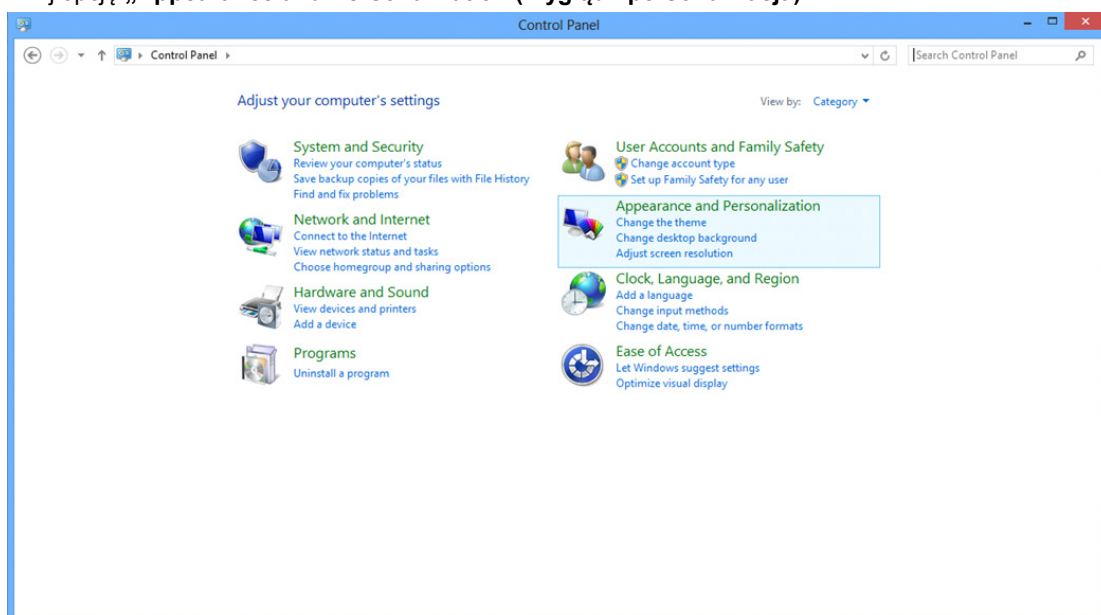 opcję „Appearance and Personalization (Wygląd i personalizacja)
Control Panel
Control Panel
Search Control Panel
Adjust your computer's settings
View by: Category
System and Security
Review your computer's status
Save backup copies of your files with File History
Find and fix problems
Network and Internet
Connect to the Internet
View network status and tasks
Choose homegroup and sharing options
Hardware and Sound
View devices and printers
Add a device
Programs
Uninstall a program
User Accounts and Family Safety
Change account type
Set up Family Safety for any user
Appearance and Personalization
Change the theme
Change desktop background
Adjust screen resolution
Clock, Language, and Region
Add a language
Change input methods
Change date, time, or number formats
Ease of Access
Let Windows suggest settings
Optimize visual display